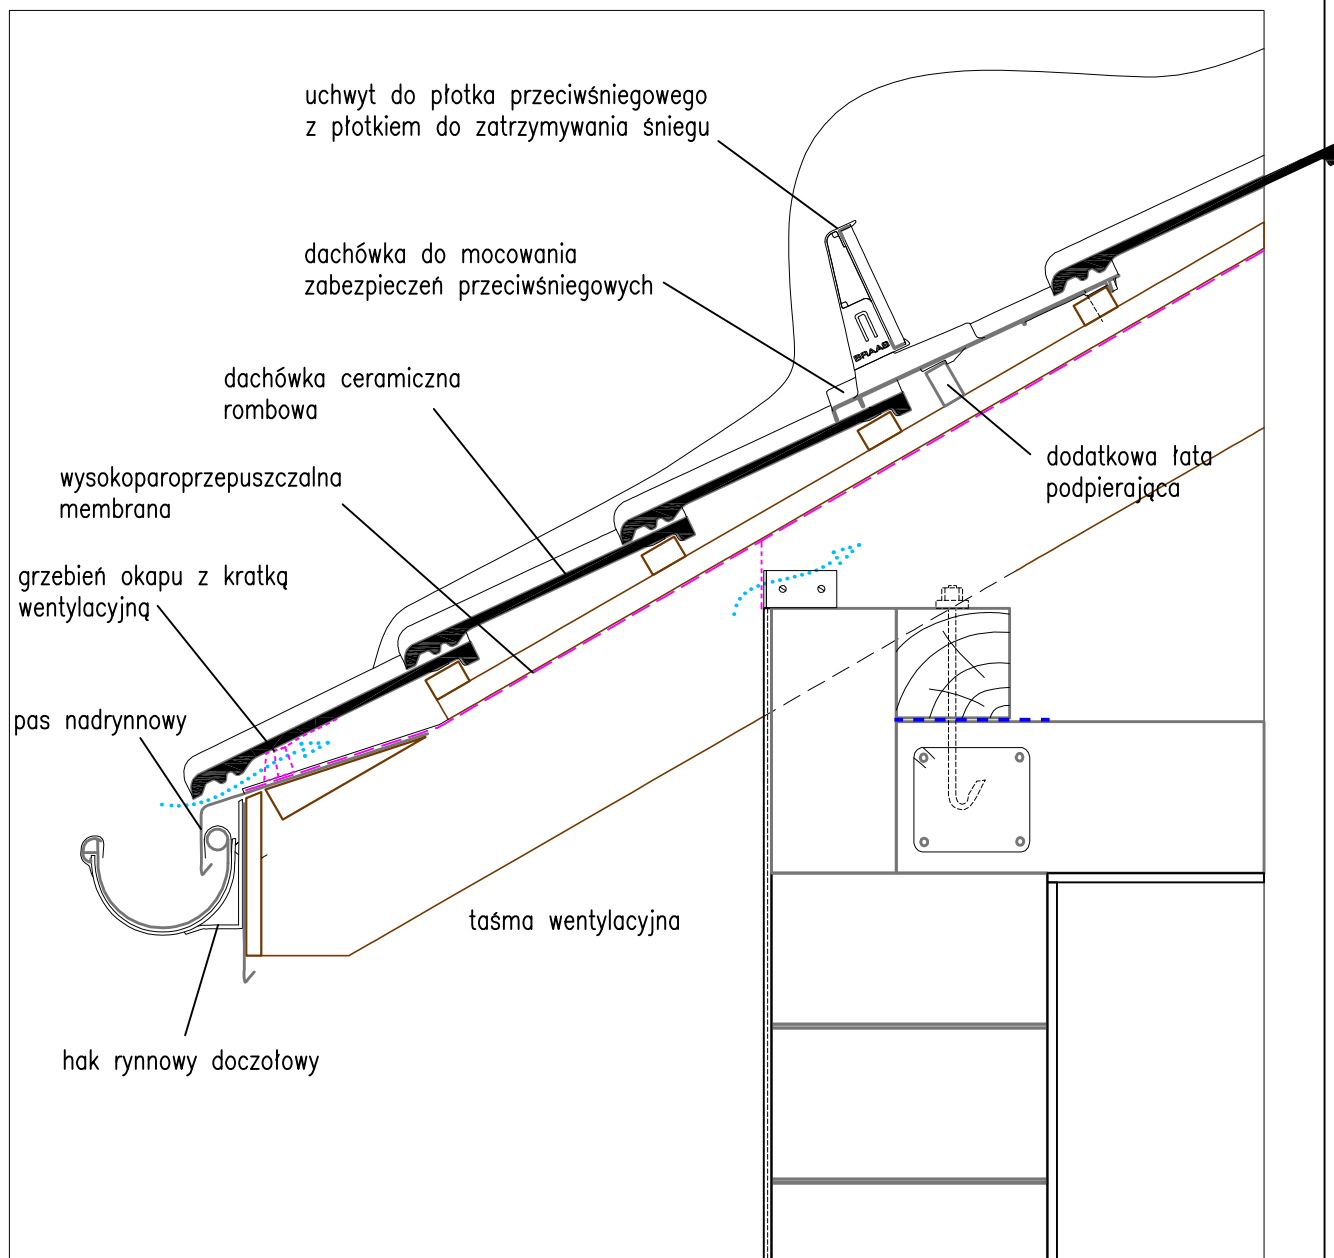 uchwyt do płotka przeciwśniegowego
z płotkiem do zatrzymywania śniegu
dachówka do mocowania
zabezpieczeń przeciwśniegowych
BRAAS
dachówka ceramiczna
rombowa
dodatkowa łata
podpierająca
wysokoparoprzepuszczalna
membrana
grzebień okapu z kratką
wentylacyjną
pas nadrynnowy
taśma wentylacyjna
hak rynnowy doczołowy